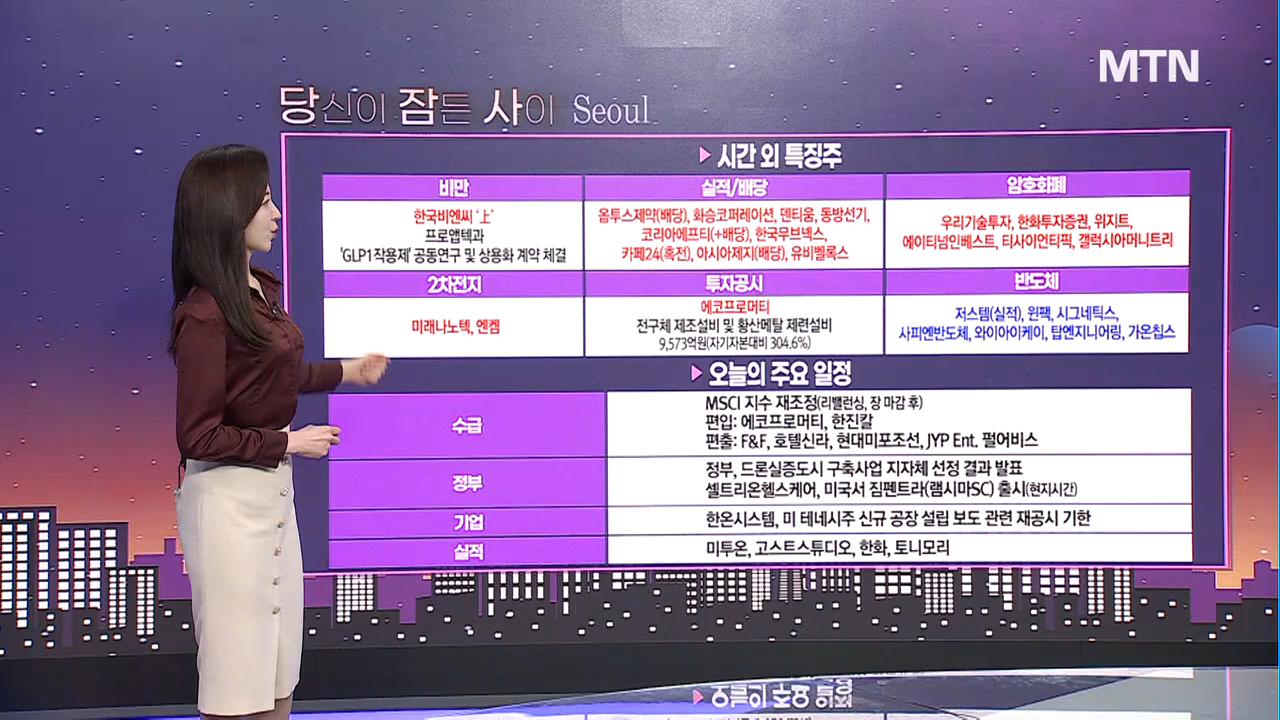 MTN
당신이 잠든 사이 Seoul
시간 외 특징주
비만
실적/배당
암호화폐
한국비엔씨 '上'
프로앱텍과
'GLP1 작용제' 공동연구 및 상용화 계약 체결
옵투스제약(배당), 화승코퍼레이션, 덴티움, 동방선기,
코리아에프티(+배당), 한국무브넥스,
카페24(흑전), 아시아제지(배당), 유비벨록스
우리기술투자, 한화투자증권, 위지트,
에이티넘인베스트, 티사이언티픽, 갤럭시아머니트리
2차전지
투자공시
반도체
미래나노텍, 엔켐
에코프로머티
전구체 제조설비 및 황산메탈 제련설비
9,573억원(자기자본대비 304.6%)
저스템(실적), 윈팩, 시그네틱스,
사피엔반도체, 와이아이케이, 탑엔지니어링, 가온칩스
오늘의 주요 일정
수급
MSCI 지수 재조정(리밸런싱, 장 마감 후)
편입: 에코프로머티, 한진칼
편출: F&F, 호텔신라, 현대미포조선, JYP Ent. 펄어비스
정부
정부, 드론실증도시 구축사업 지자체 선정 결과 발표
셀트리온헬스케어, 미국서 짐펜트라(램시마SC) 출시(현지시간)
기업
한온시스템, 미 테네시주 신규 공장 설립 보도 관련 재공시 기한
실적
미투온, 고스트스튜디오, 한화, 토니모리